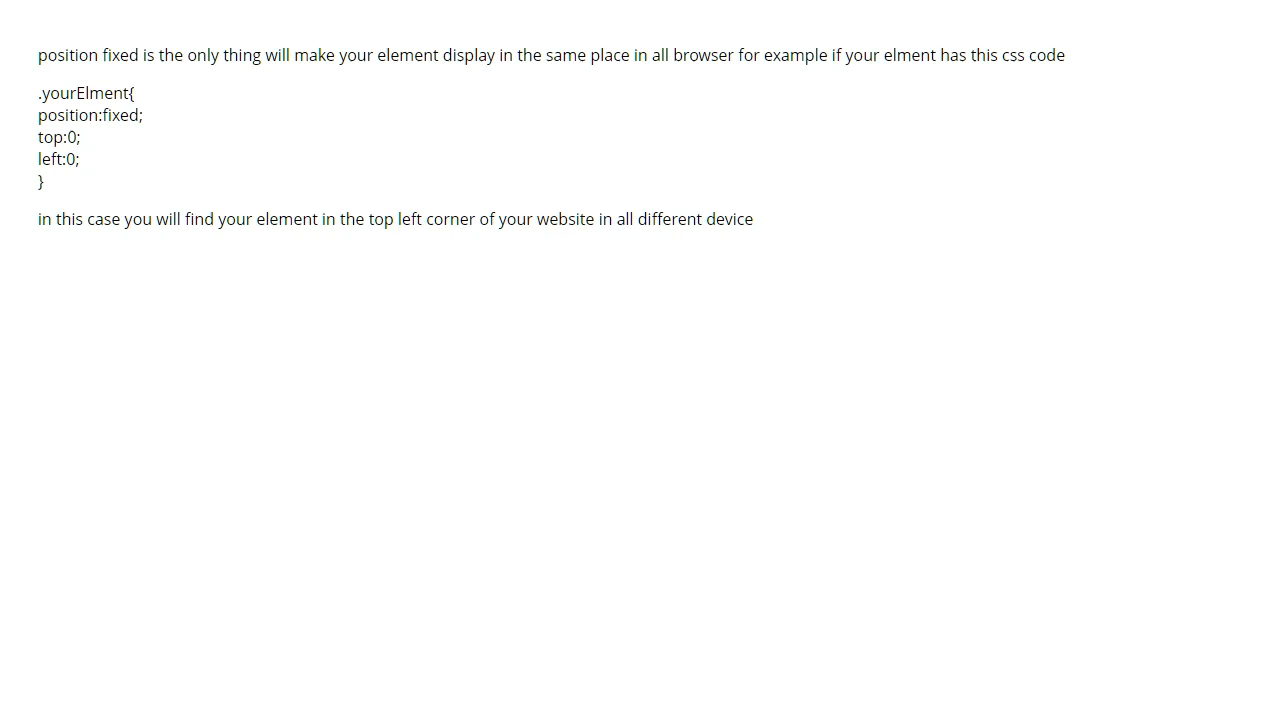 position fixed is the only thing will make your element display in the same place in all browser for example if your elment has this css code
.yourElment{
position:fixed;
top:0;
left:0;
}
in this case you will find your element in the top left corner of your website in all different device